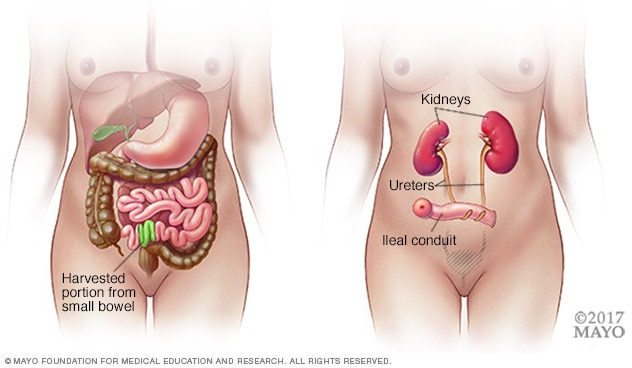 Kidneys
Ureters
Ileal conduit
Harvested
portion from
small bowel
©2017
MAYO
© MAYO FOUNDATION FOR MEDICAL EDUCATION AND RESEARCH. ALL RIGHTS RESERVED.